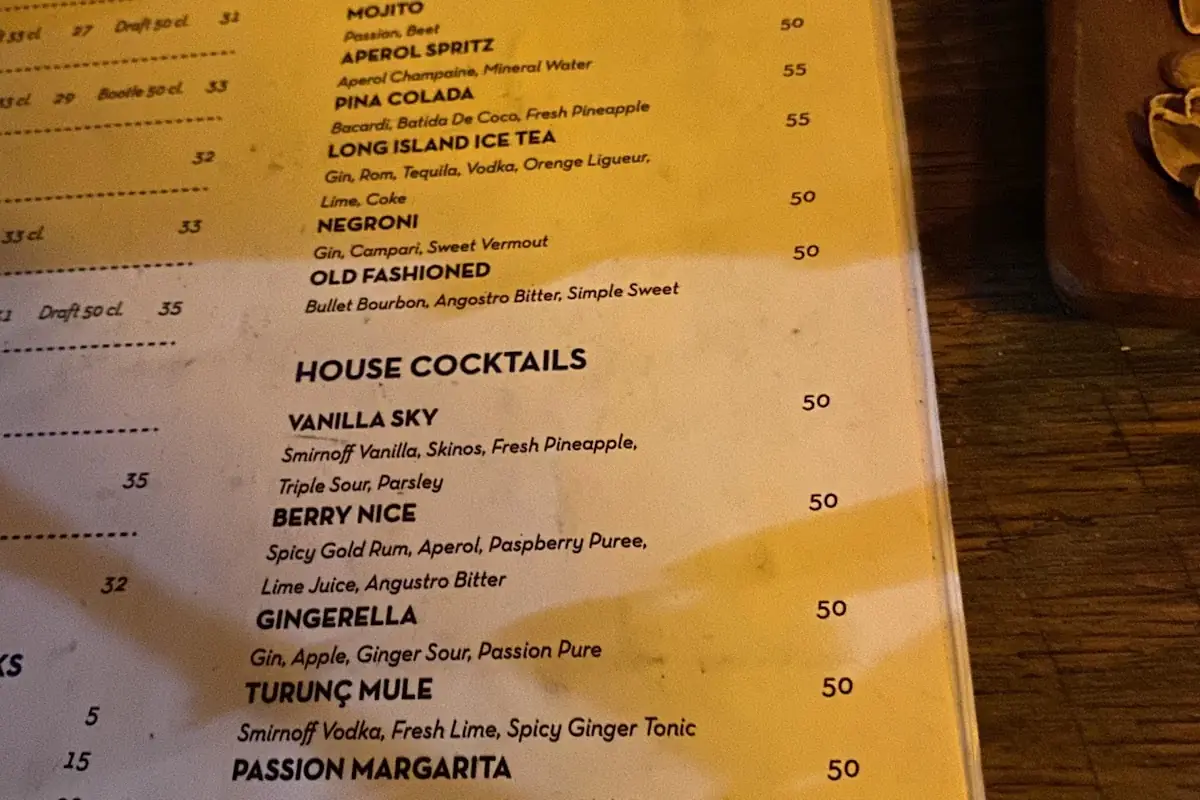 33 cl. 27 Draft 50 cl. 31
33 cl. 29 Bootle 50 cl. 33
32
33 cl. 33
Draft 50 cl. 35
35
32
5
15
MOJITO
Passion, Beet
APEROL SPRITZ 50
Aperol Champaine, Mineral Water
PINA COLADA 55
Bacardi, Batida De Coco, Fresh Pineapple
LONG ISLAND ICE TEA 55
Gin, Rom, Tequila, Vodka, Orenge Ligueur,
Lime, Coke
NEGRONI 50
Gin, Campari, Sweet Vermout
OLD FASHIONED 50
Bullet Bourbon, Angostro Bitter, Simple Sweet
HOUSE COCKTAILS
VANILLA SKY 50
Smirnoff Vanilla, Skinos, Fresh Pineapple,
Triple Sour, Parsley
BERRY NICE 50
Spicy Gold Rum, Aperol, Paspberry Puree,
Lime Juice, Angustro Bitter
GINGERELLA 50
Gin, Apple, Ginger Sour, Passion Pure
TURUNÇ MULE 50
Smirnoff Vodka, Fresh Lime, Spicy Ginger Tonic
PASSION MARGARITA 50